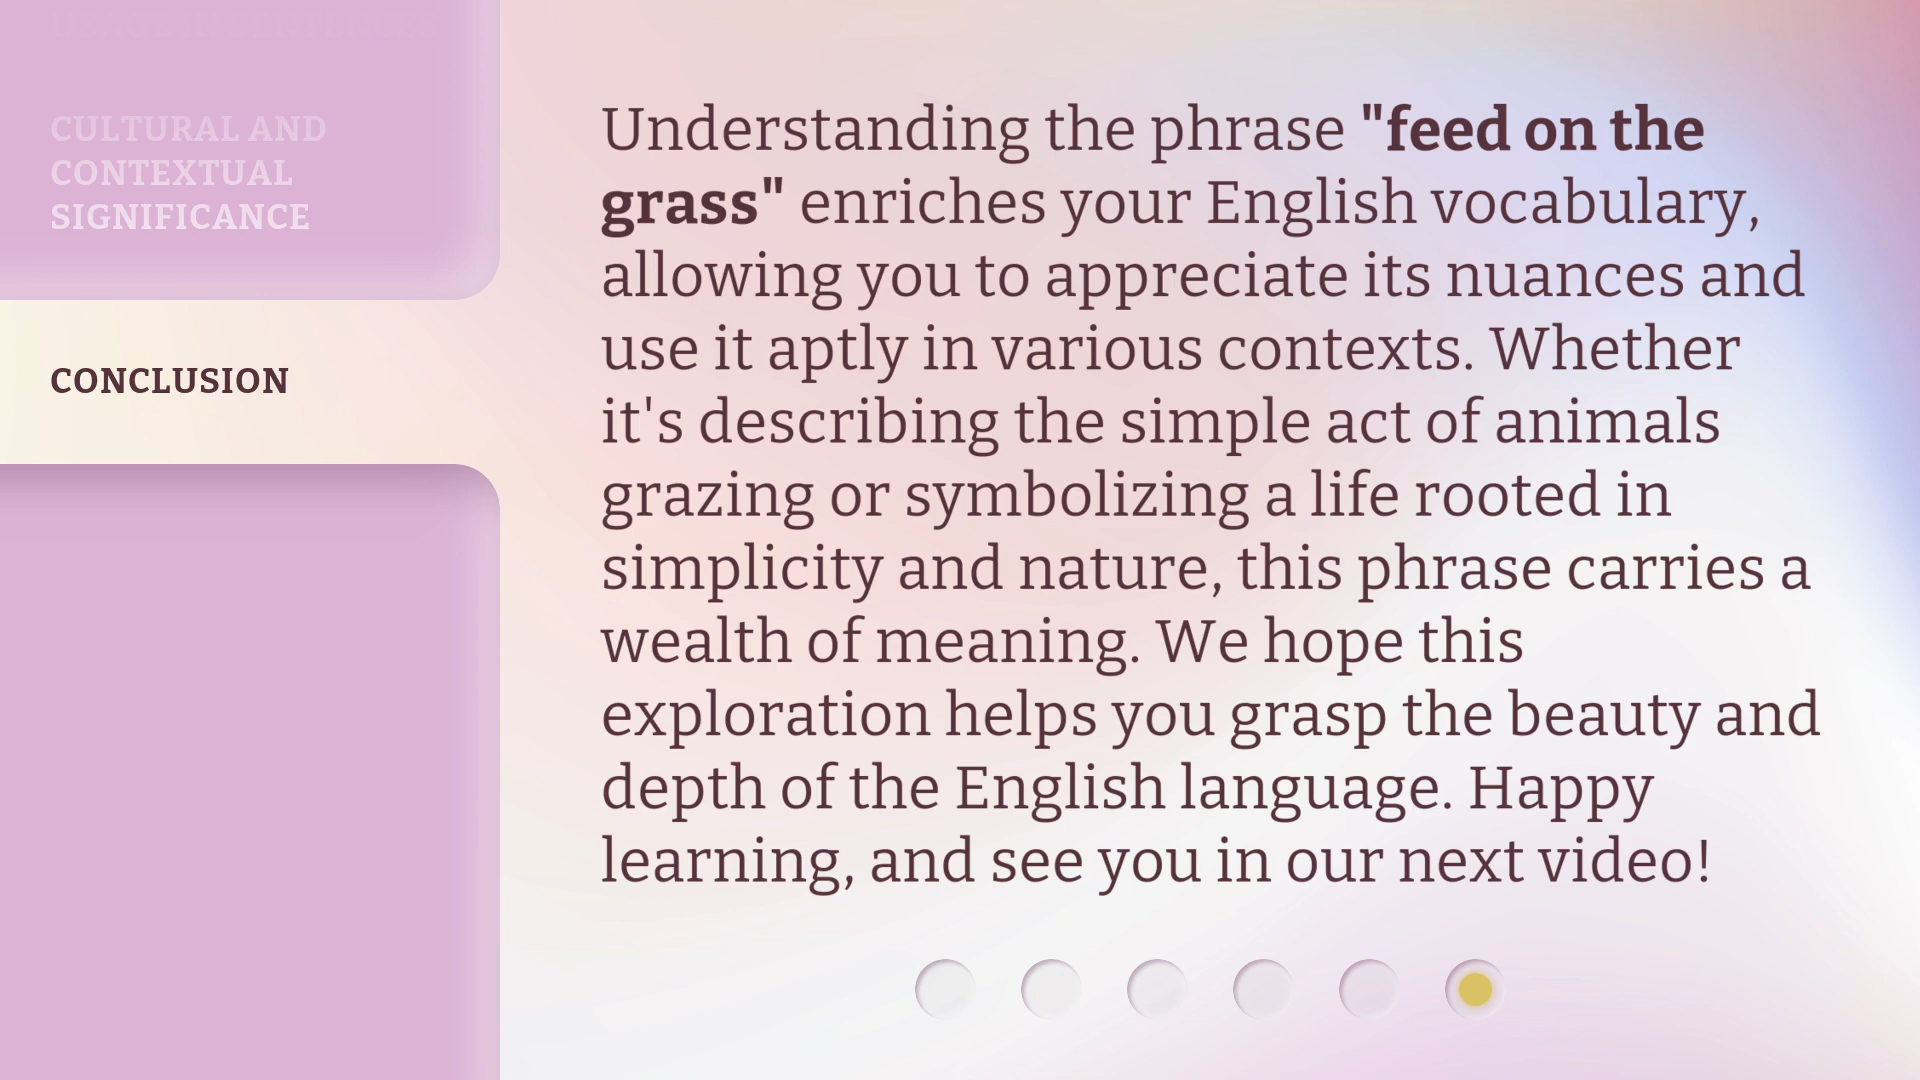 USAGE IN SENTENCES
CULTURAL AND
CONTEXTUAL
SIGNIFICANCE
CONCLUSION
Understanding the phrase "feed on the
grass" enriches your English vocabulary,
allowing you to appreciate its nuances and
use it aptly in various contexts. Whether
it's describing the simple act of animals
grazing or symbolizing a life rooted in
simplicity and nature, this phrase carries a
wealth of meaning. We hope this
exploration helps you grasp the beauty and
depth of the English language. Happy
learning, and see you in our next video!